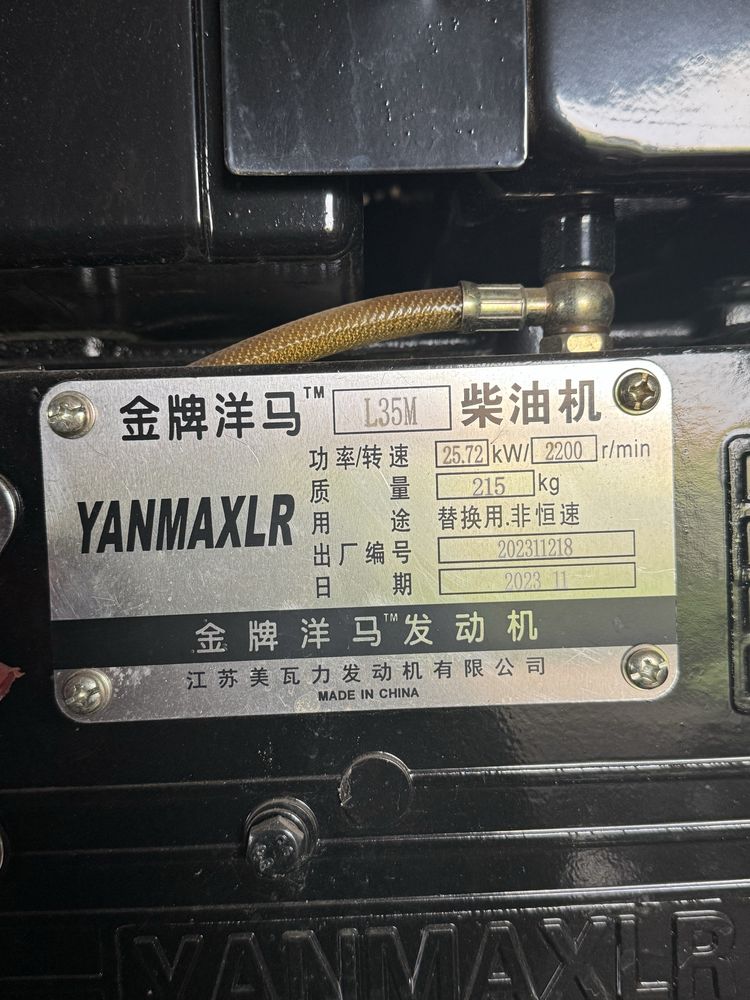 金牌洋马™ L35M 柴油机
YANMAXLR
功率/转速 25.72 kW/ 2200 r/min
质量 215 kg
用途 替换用.非恒速
出厂编号 202311218
日期 2023 11
金牌洋马™发动机
江苏美瓦力发动机有限公司
MADE IN CHINA
YANMAXLR